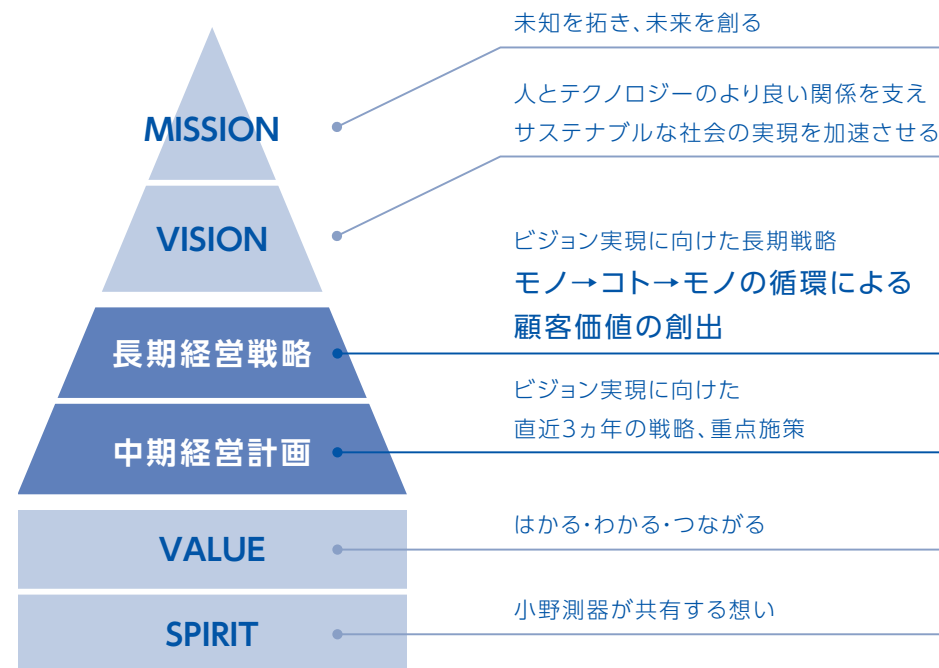 未知を拓き、未来を創る
MISSION
人とテクノロジーのより良い関係を支え
サステナブルな社会の実現を加速させる
VISION
ビジョン実現に向けた長期戦略
モノ→コト→モノの循環による
顧客価値の創出
長期経営戦略
ビジョン実現に向けた
直近3ヵ年の戦略、重点施策
中期経営計画
はかる・わかる・つながる
VALUE
小野測器が共有する想い
SPIRIT